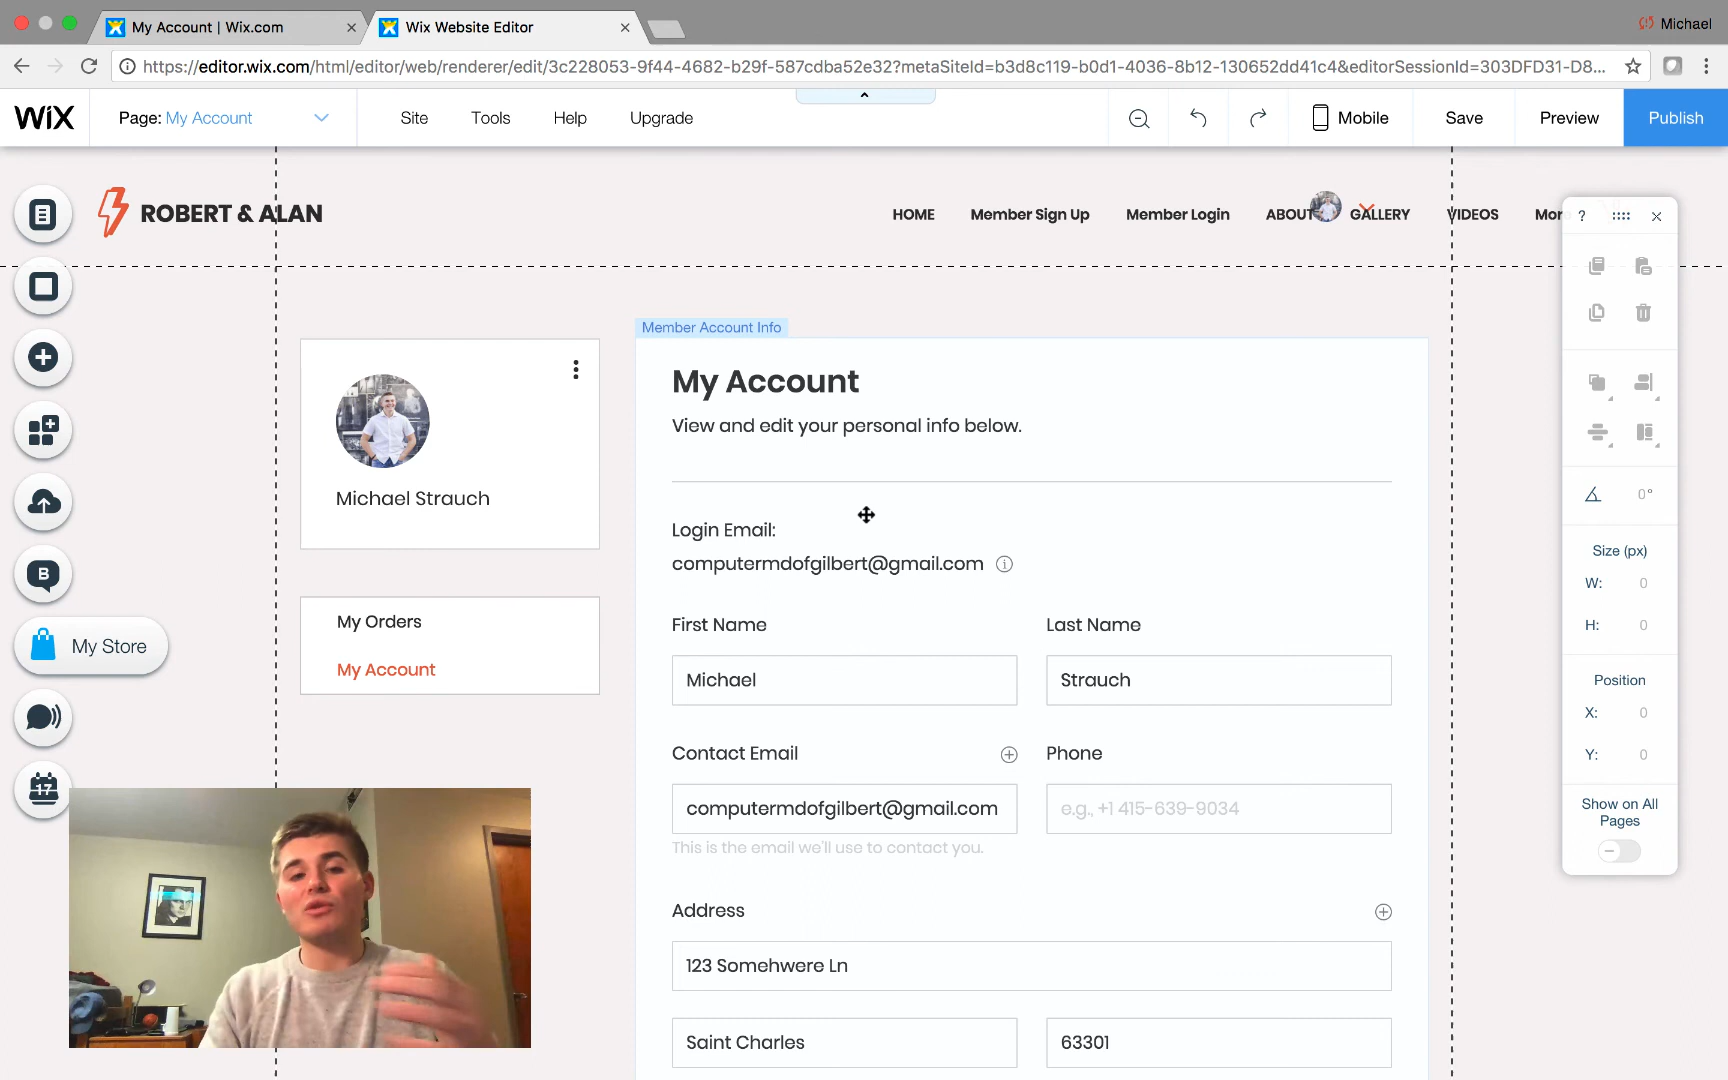 My Account | Wix.com
Wix Website Editor
Michael
https://editor.wix.com/html/editor/web/renderer/edit/3c228053-9f44-4682-b29f-587cdba52e32?metaSiteId=b3d8c119-b0d1-4036-8b12-130652dd41c4&editorSessionId=303DFD31-D8...
WiX
Page: My Account
Site
Tools
Help
Upgrade
Mobile
Save
Preview
Publish
ROBERT & ALAN
HOME
Member Sign Up
Member Login
ABOUT
GALLERY
VIDEOS
Mor
?
Member Account Info
My Account
View and edit your personal info below.
Michael Strauch
Login Email:
computermdofgilbert@gmail.com
My Orders
My Account
First Name
Last Name
Michael
Strauch
Contact Email
Phone
computermdofgilbert@gmail.com
e.g., +1 415-639-9034
This is the email we'll use to contact you.
Address
123 Somehwere Ln
Saint Charles
63301
B
My Store
17
0°
Size (px)
W: 0
H: 0
Position
X: 0
Y: 0
Show on All
Pages